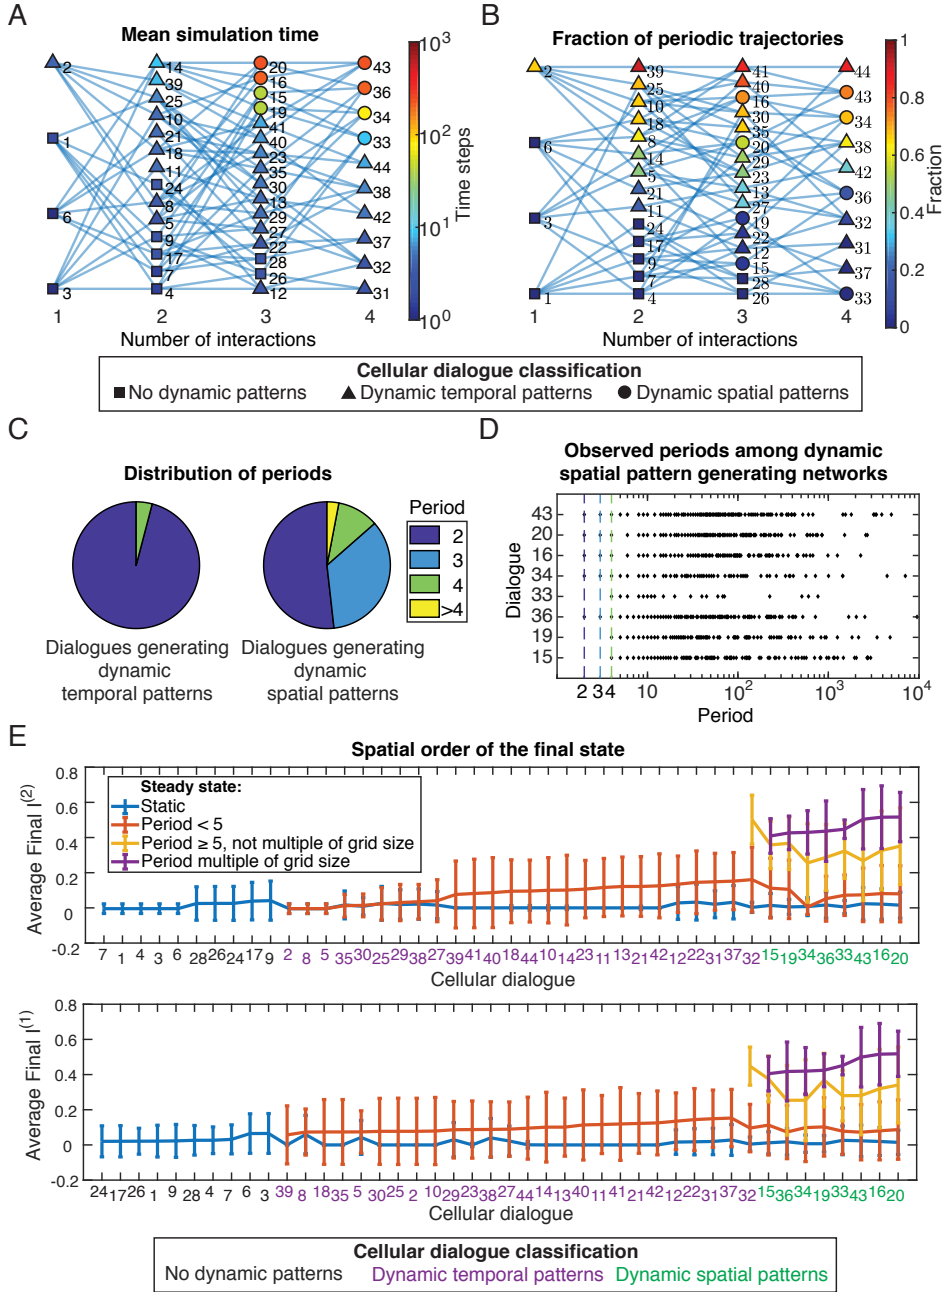 A
Mean simulation time
2
1
6
3
14
39
25
10
21
18
11
24
8
5
9
17
7
4
20
16
15
19
41
40
23
35
30
13
29
27
22
28
26
12
43
36
34
33
44
38
42
37
32
31
1 2 3 4
Number of interactions
10³
10²
10¹
10⁰
Time steps
B
Fraction of periodic trajectories
2
6
3
1
39
25
10
18
8
14
5
21
11
24
17
9
7
4
41
40
16
30
35
20
29
23
13
27
19
22
12
15
28
26
44
43
34
38
42
36
32
31
37
33
1 2 3 4
Number of interactions
1
0.8
0.6
0.4
0.2
0
Fraction
Cellular dialogue classification
No dynamic patterns Dynamic temporal patterns Dynamic spatial patterns
C
Distribution of periods
Period
2
3
4
>4
Dialogues generating
dynamic
temporal patterns
Dialogues generating
dynamic
spatial patterns
D
Observed periods among dynamic
spatial pattern generating networks
Dialogue
43
20
16
34
33
36
19
15
2 3 4 10 10² 10³ 10⁴
Period
E
Spatial order of the final state
Average Final I⁽²⁾
0.8
0.6
0.4
0.2
0
-0.2
Steady state:
Static
Period < 5
Period ≥ 5, not multiple of grid size
Period multiple of grid size
7 1 4 3 6 28 26 24 17 9 2 8 5 35 30 25 29 38 27 39 41 40 18 44 10 14 23 11 13 21 42 12 22 31 37 32 15 19 34 36 33 43 16 20
Cellular dialogue
Average Final I⁽¹⁾
0.8
0.6
0.4
0.2
0
-0.2
24 17 26 1 9 28 4 7 6 3 39 8 18 35 5 30 25 2 10 29 23 38 27 44 14 13 40 11 41 21 42 12 22 31 37 32 15 36 34 19 33 43 16 20
Cellular dialogue
Cellular dialogue classification
No dynamic patterns Dynamic temporal patterns Dynamic spatial patterns